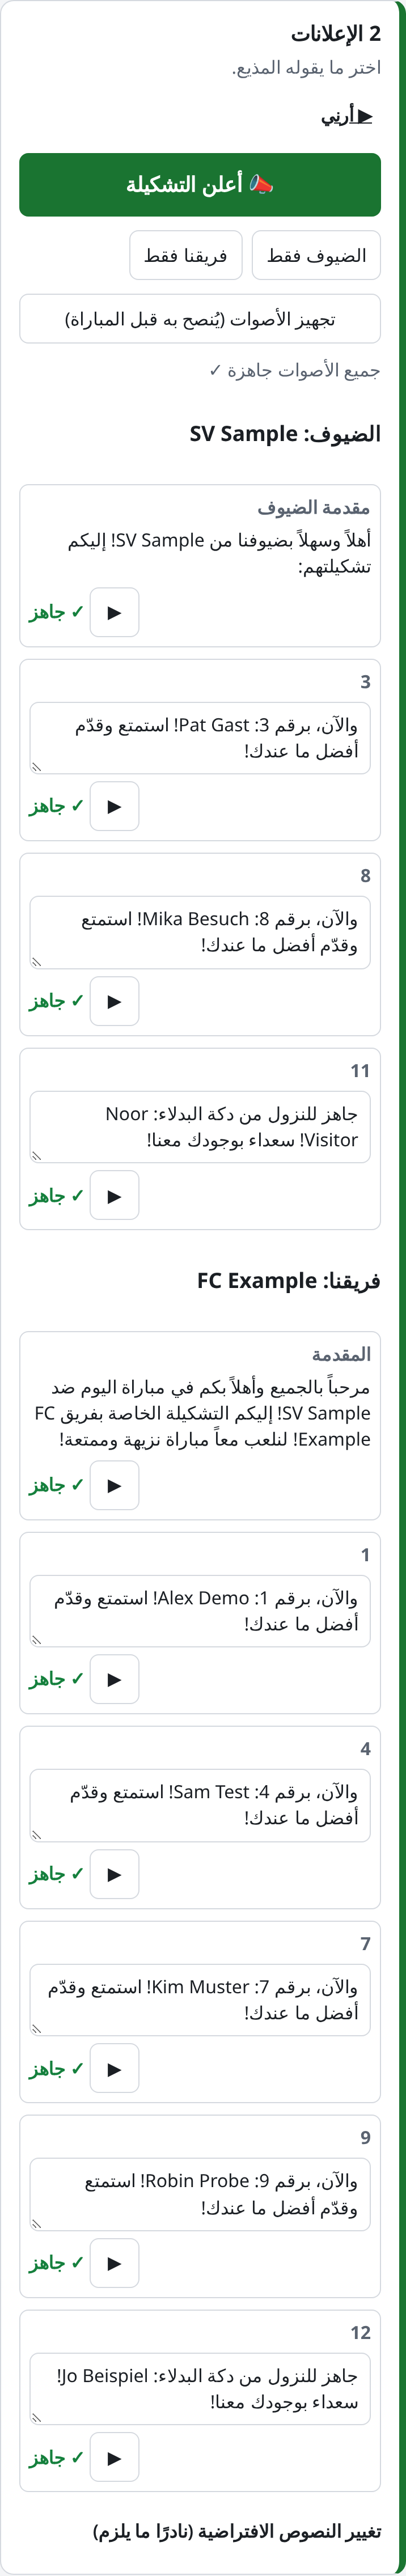 2 الإعلانات
اختر ما يقوله المذيع.
▶ أرني
📣 أعلن التشكيلة
الضيوف فقط
فريقنا فقط
تجهيز الأصوات (يُنصح به قبل المباراة)
جميع الأصوات جاهزة ✓
الضيوف: SV Sample
مقدمة الضيوف
أهلاً وسهلاً بضيوفنا من SV Sample! إليكم
تشكيلتهم:
▶ ✓ جاهز
3
والآن، برقم 3: Pat Gast! استمتع وقدّم
أفضل ما عندك!
▶ ✓ جاهز
8
والآن، برقم 8: Mika Besuch! استمتع
وقدّم أفضل ما عندك!
▶ ✓ جاهز
11
جاهز للنزول من دكة البدلاء: Noor
Visitor! سعداء بوجودك معنا!
▶ ✓ جاهز
فريقنا: FC Example
المقدمة
مرحباً بالجميع وأهلاً بكم في مباراة اليوم ضد
SV Sample! إليكم التشكيلة الخاصة بفريق FC
Example! لنلعب معاً مباراة نزيهة وممتعة!
▶ ✓ جاهز
1
والآن، برقم 1: Alex Demo! استمتع وقدّم
أفضل ما عندك!
▶ ✓ جاهز
4
والآن، برقم 4: Sam Test! استمتع وقدّم
أفضل ما عندك!
▶ ✓ جاهز
7
والآن، برقم 7: Kim Muster! استمتع وقدّم
أفضل ما عندك!
▶ ✓ جاهز
9
والآن، برقم 9: Robin Probe! استمتع
وقدّم أفضل ما عندك!
▶ ✓ جاهز
12
جاهز للنزول من دكة البدلاء: Jo Beispiel!
سعداء بوجودك معنا!
▶ ✓ جاهز
تغيير النصوص الافتراضية (نادرًا ما يلزم)